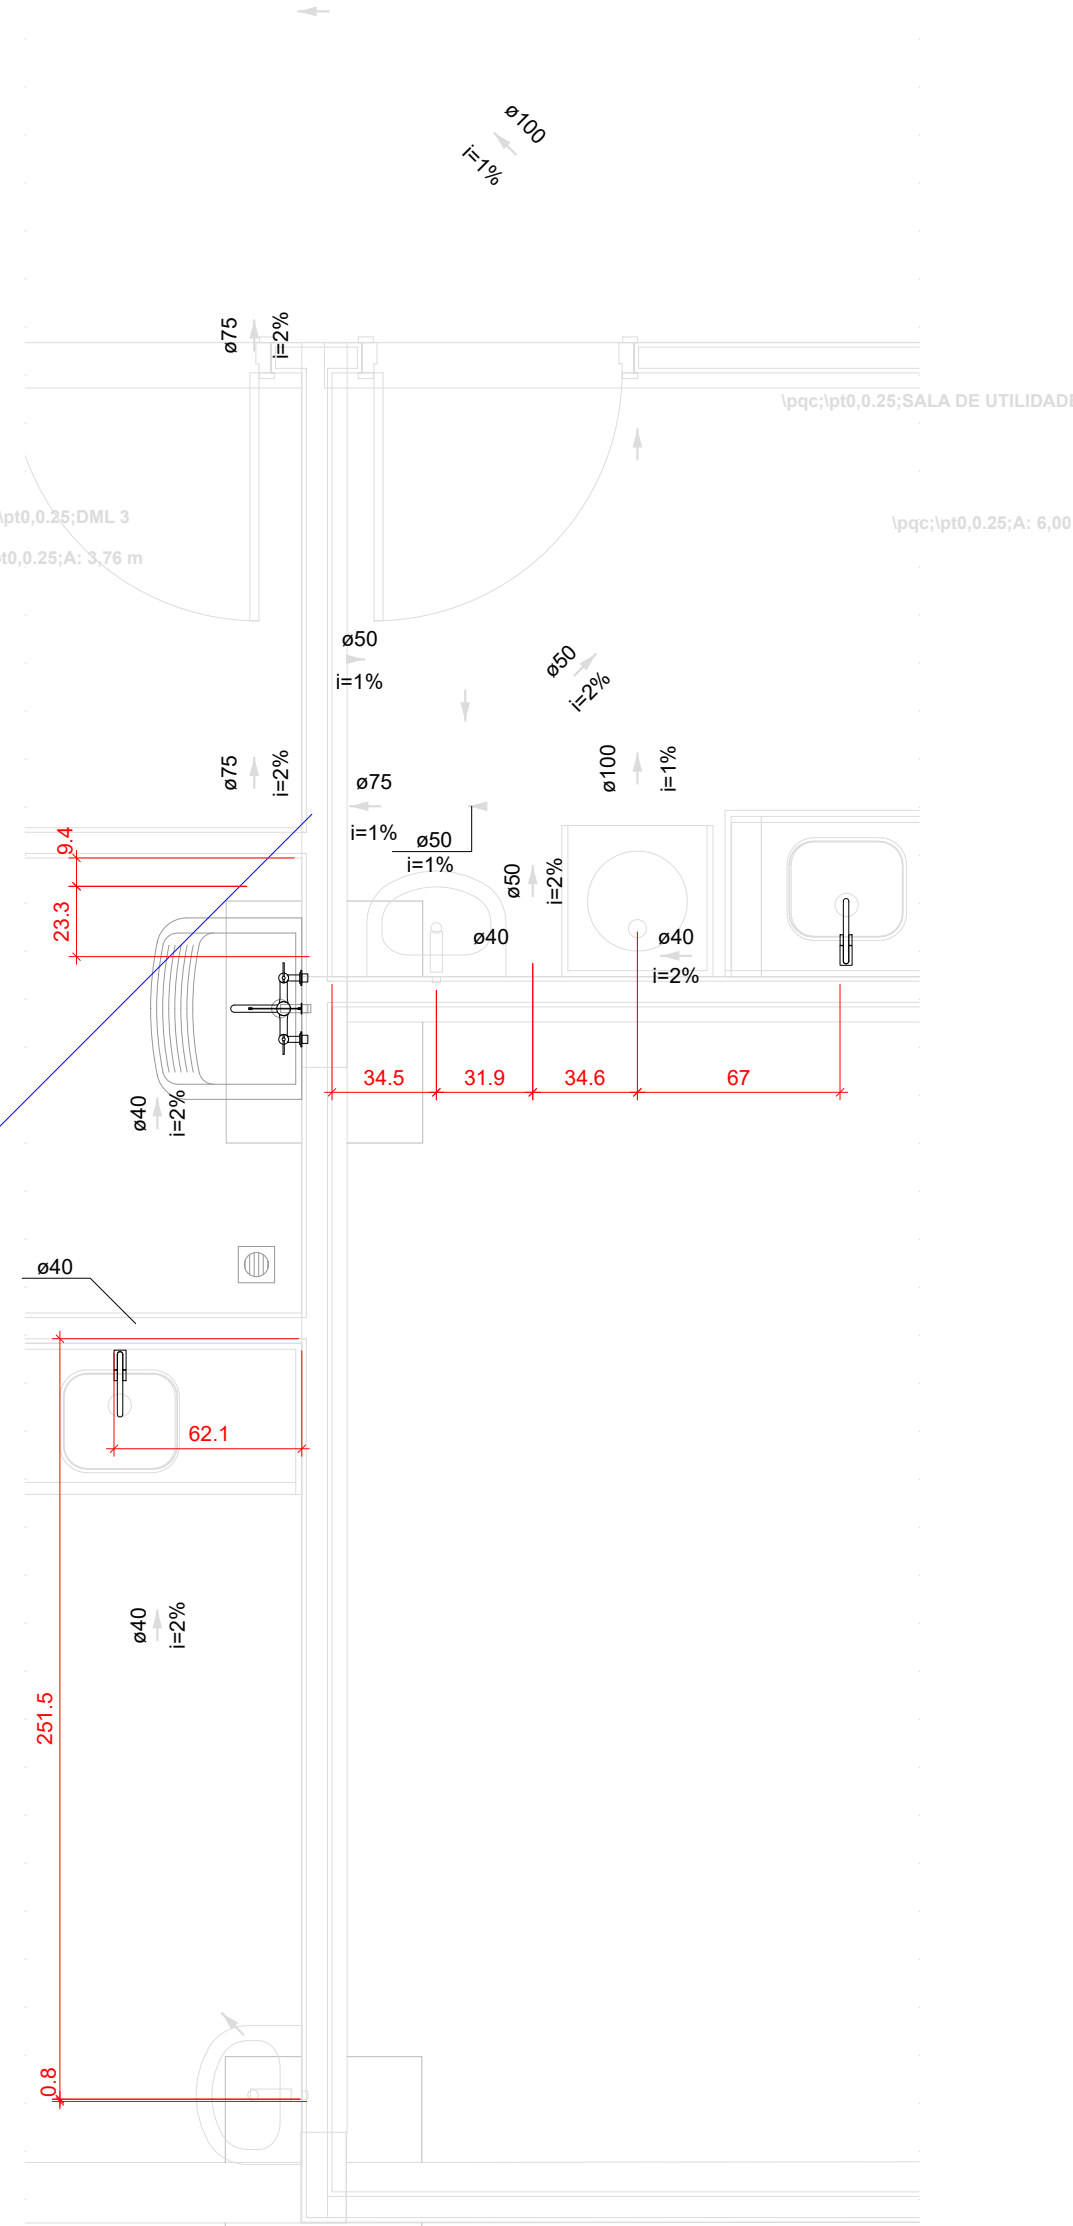 ø100
i=1%
ø75
i=2%
\pqc;\pt0,0.25;SALA DE UTILIDADE
\pt0,0.25;DML 3
\pqc;\pt0,0.25;A: 6,00
t0,0.25;A: 3,76 m
ø50
i=1%
ø50
i=2%
ø75
i=2%
ø100
i=1%
ø75
i=1%
ø50
i=1%
ø50
i=2%
9.4
23.3
ø40
ø40
i=2%
34.5
31.9
34.6
67
ø40
i=2%
ø40
62.1
ø40
i=2%
251.5
0.8